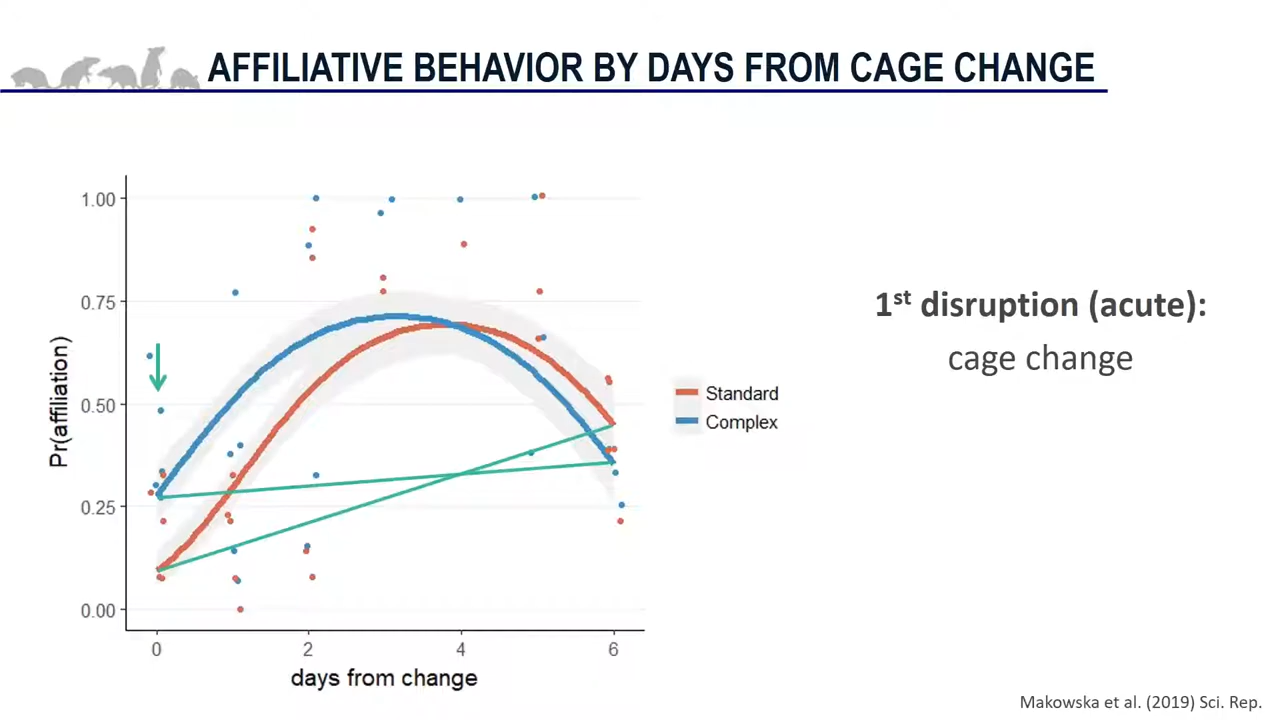 AFFILIATIVE BEHAVIOR BY DAYS FROM CAGE CHANGE
1.00
0.75
0.50
0.25
0.00
Pr(affiliation)
0 2 4 6
days from change
Standard
Complex
1st disruption (acute):
cage change
Makowska et al. (2019) Sci. Rep.